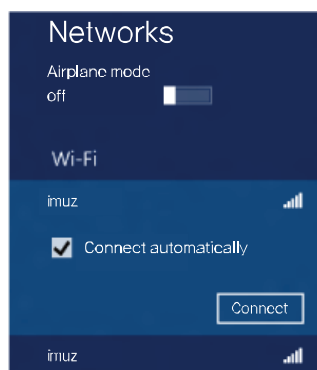 Networks
Airplane mode
off
Wi-Fi
imuz
Connect automatically
Connect
imuz